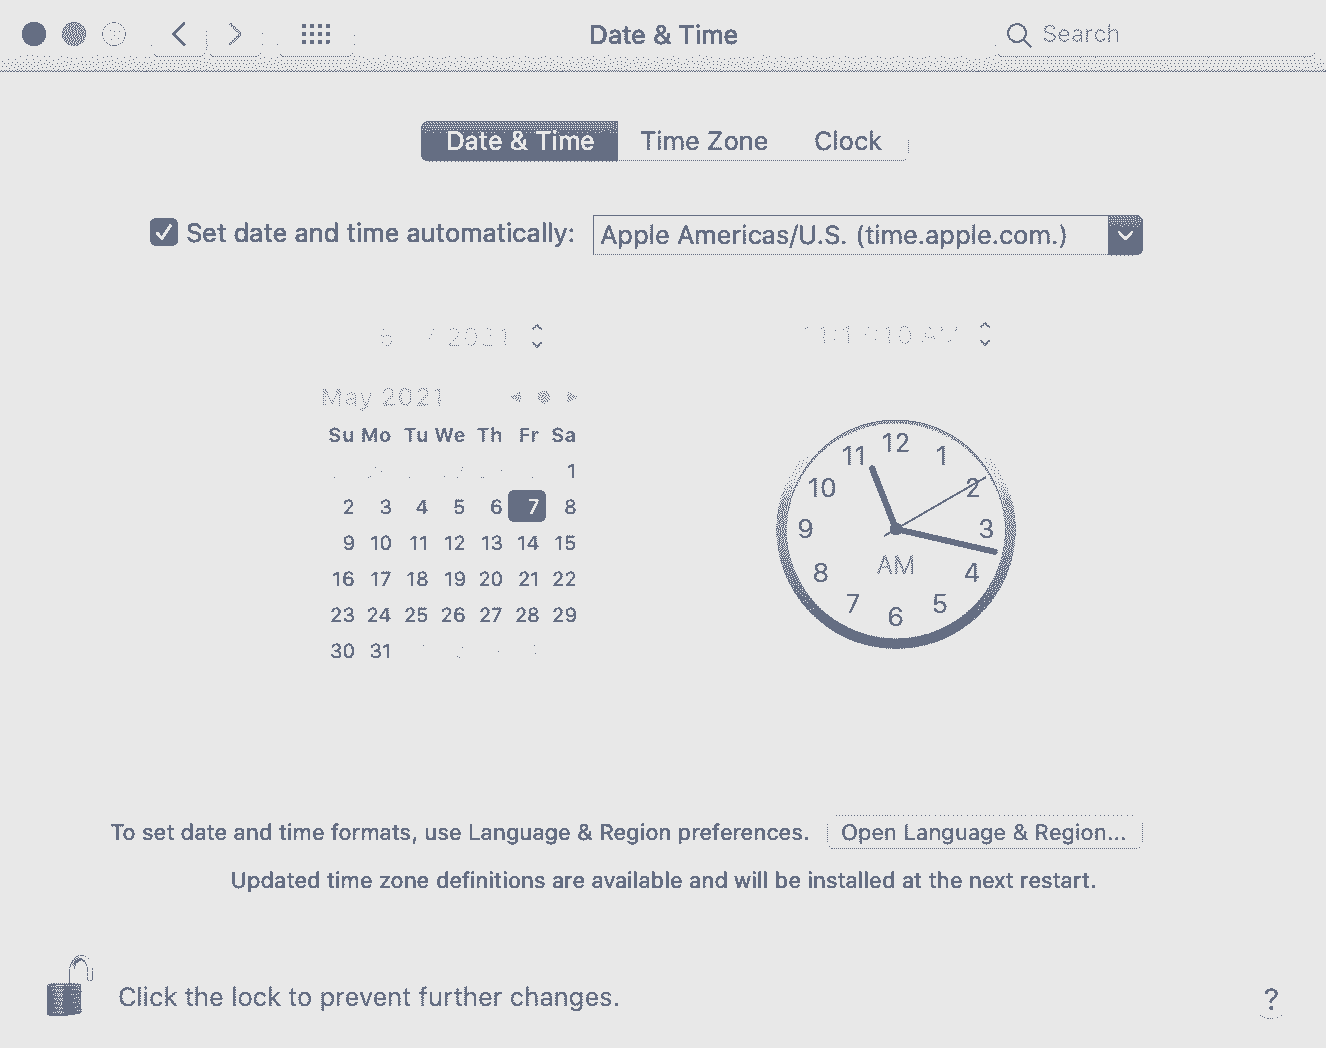 Date & Time
Search
Date & Time Time Zone Clock
Set date and time automatically: Apple Americas/U.S. (time.apple.com.)
2021 AM
May 2021
Su Mo Tu We Th Fr Sa
1
2 3 4 5 6 7 8
9 10 11 12 13 14 15
16 17 18 19 20 21 22
23 24 25 26 27 28 29
30 31
12
11 1
10 2
9 3
AM
8 4
7 5
6
To set date and time formats, use Language & Region preferences. Open Language & Region...
Updated time zone definitions are available and will be installed at the next restart.
Click the lock to prevent further changes.
?